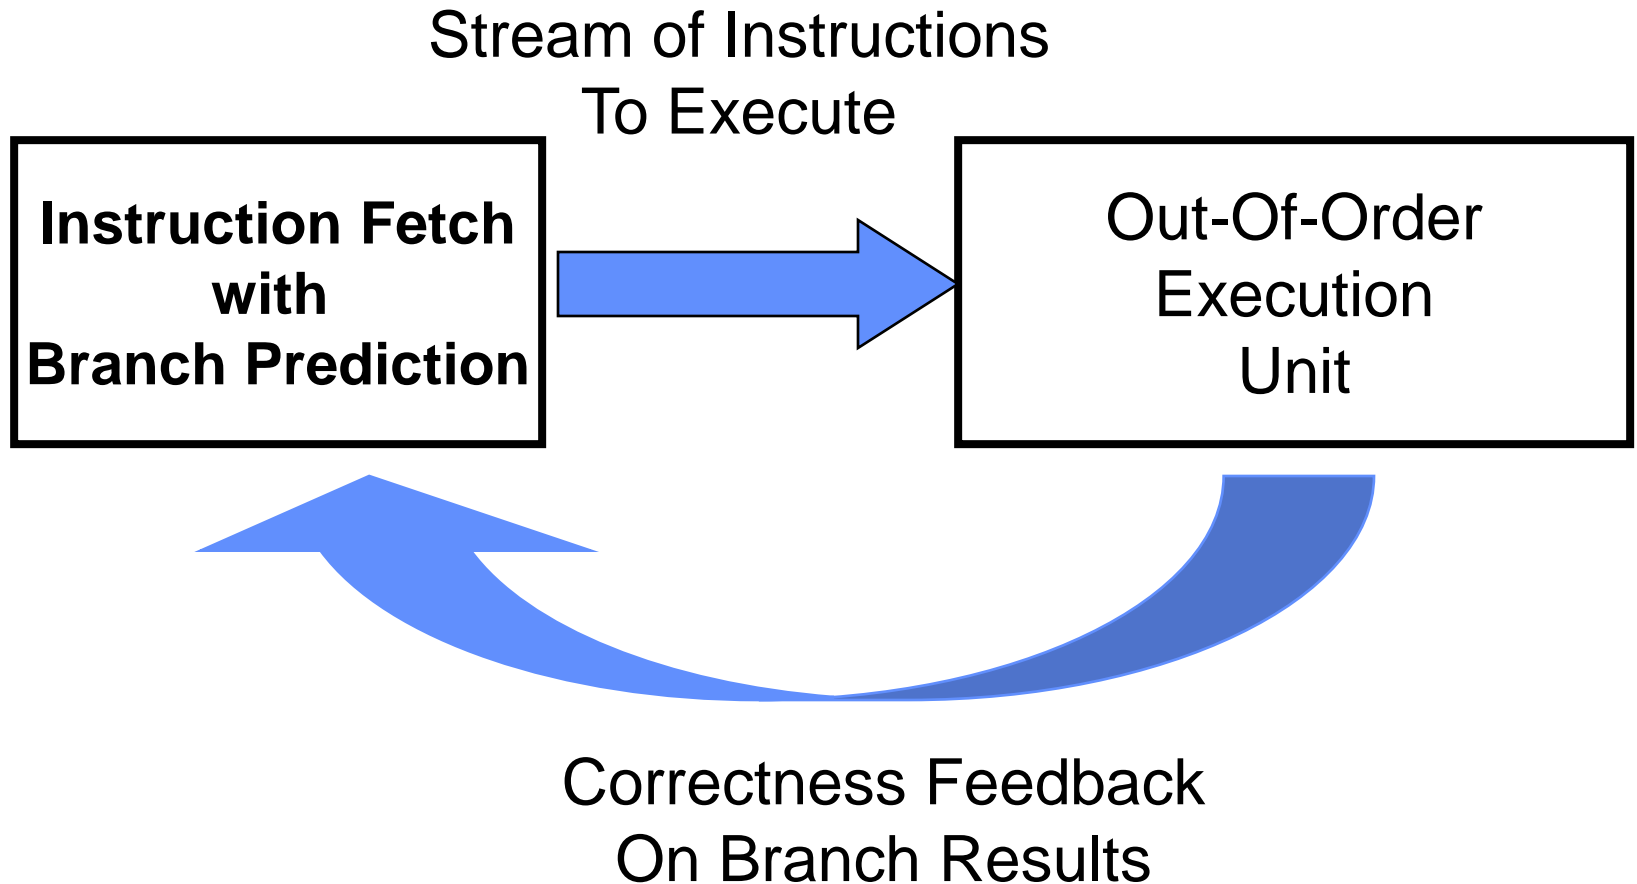 Stream of Instructions
To Execute
Instruction Fetch
with
Branch Prediction
Out-Of-Order
Execution
Unit
Correctness Feedback
On Branch Results